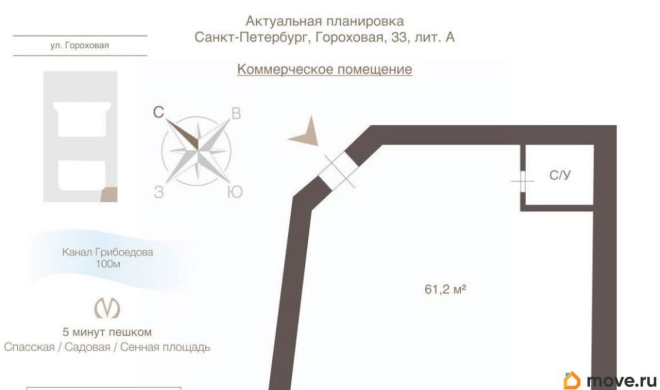 Актуальная планировка
Санкт-Петербург, Гороховая, 33, лит. А
ул. Гороховая
Коммерческое помещение
С
В
З
Ю
С/У
Канал Грибоедова
100м
61,2 м²
5 минут пешком
Спасская / Садовая / Сенная площадь
move.ru